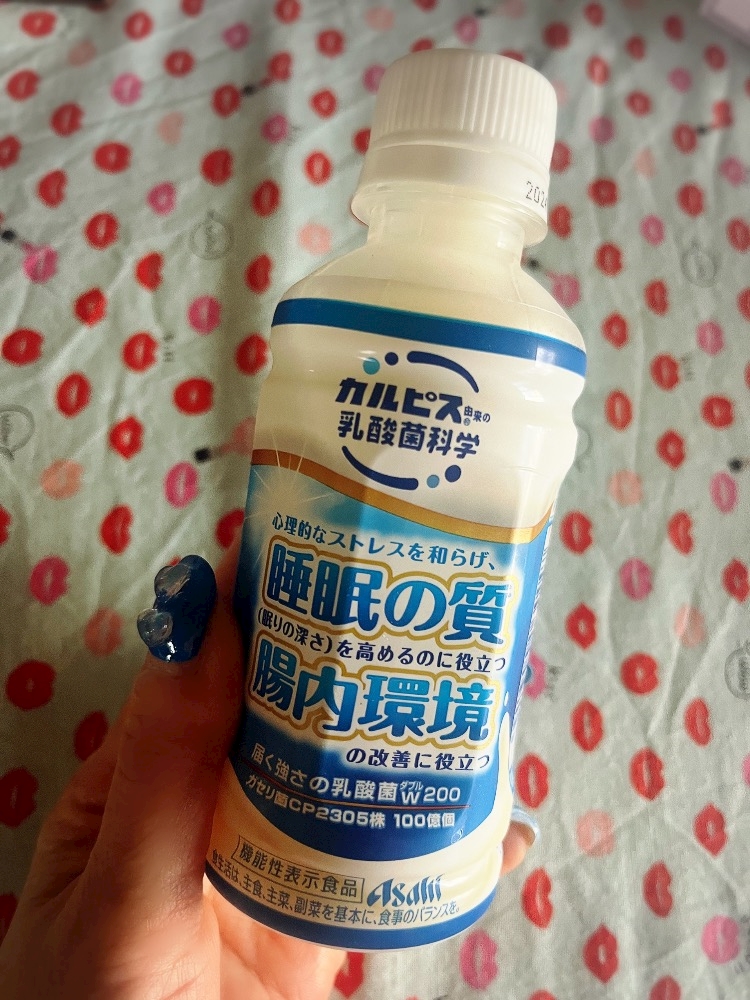 202
カルピス®由来の
乳酸菌科学
心理的なストレスを和らげ、
睡眠の質
(眠りの深さ)を高めるのに役立つ
腸内環境
の改善に役立つ
届く強さの乳酸菌W200
ダブル
ガセリ菌CP2305株 100億個
機能性表示食品 Asahi
食生活は、主食、主菜、副菜を基本に、食事のバランスを。